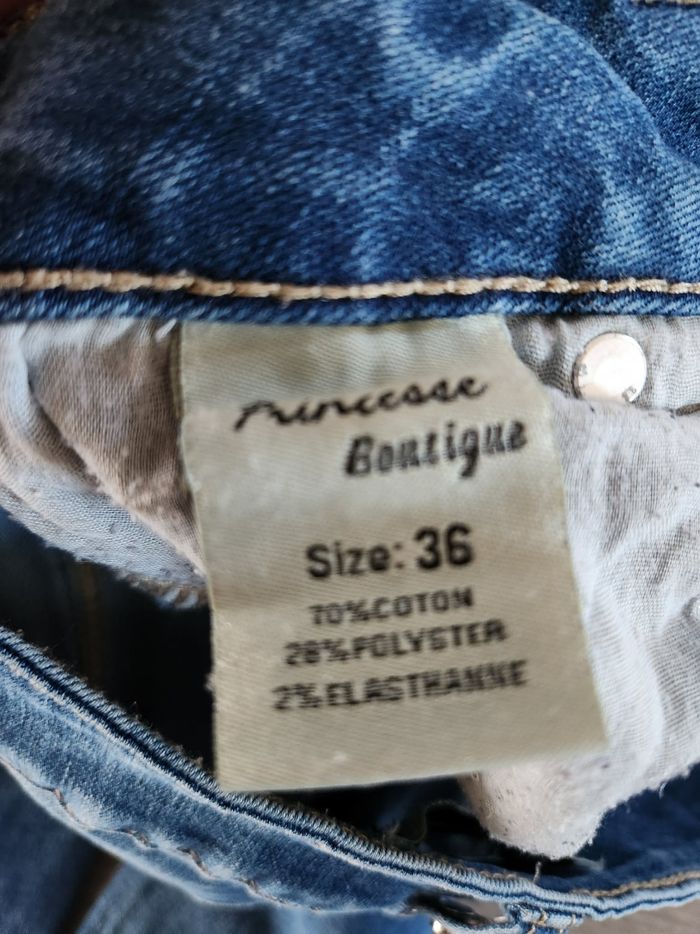 Princesse
Boutique
Size: 36
70%COTON
28%POLYSTER
2%ELASTHANNE